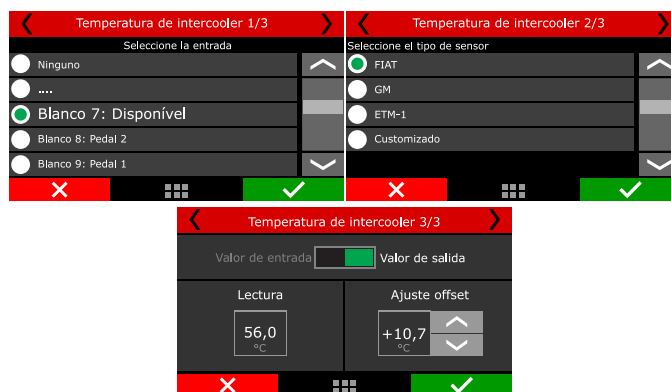 Temperatura de intercooler 1/3
Seleccione la entrada
Ninguno
....
Blanco 7: Disponível
Blanco 8: Pedal 2
Blanco 9: Pedal 1
Temperatura de intercooler 2/3
Seleccione el tipo de sensor
FIAT
GM
ETM-1
Customizado
Temperatura de intercooler 3/3
Valor de entrada Valor de salida
Lectura
56,0
°C
Ajuste offset
+10,7
°C